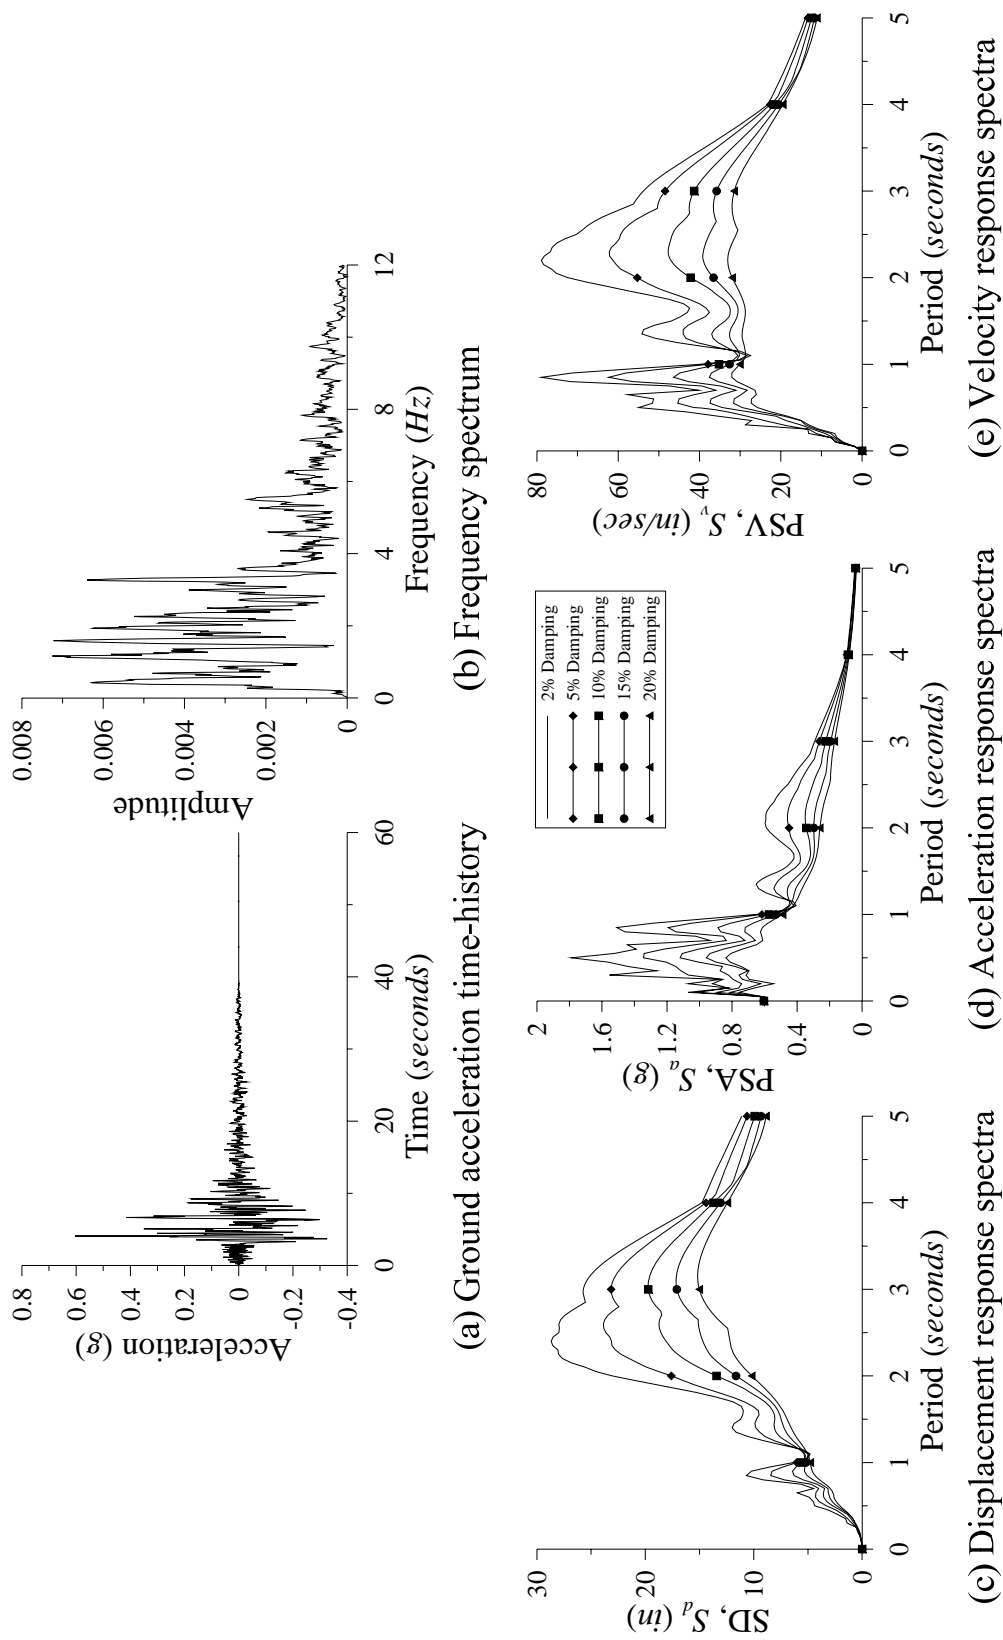 0.8
0.6
0.4
0.2
0
-0.2
-0.4
Acceleration (g)
0
20
40
60
Time (seconds)
(a) Ground acceleration time-history
0.008
0.006
0.004
0.002
0
Amplitude
0
4
8
12
Frequency (Hz)
(b) Frequency spectrum
30
20
10
0
SD, S_d (in)
0
1
2
3
4
5
Period (seconds)
(c) Displacement response spectra
2
1.6
1.2
0.8
0.4
0
PSA, S_a (g)
0
1
2
3
4
5
Period (seconds)
2% Damping
5% Damping
10% Damping
15% Damping
20% Damping
(d) Acceleration response spectra
80
60
40
20
0
PSV, S_v (in/sec)
0
1
2
3
4
5
Period (seconds)
(e) Velocity response spectra